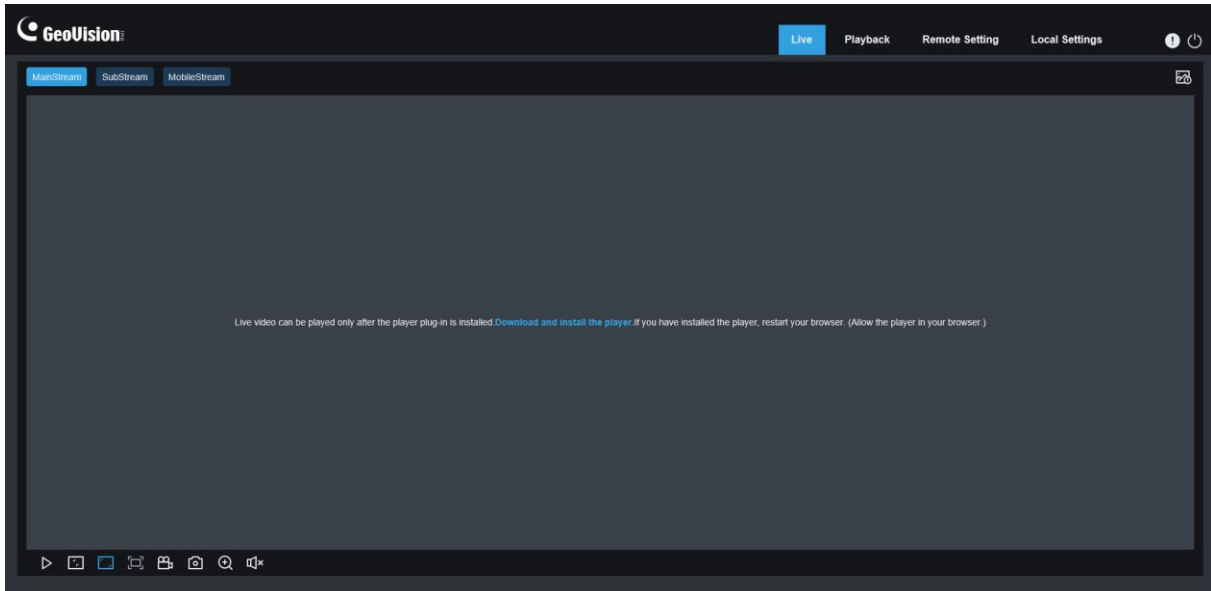 GeoVision
Live Playback Remote Setting Local Settings
MainStream SubStream MobileStream
Live video can be played only after the player plug-in is installed.Download and install the player.If you have installed the player, restart your browser. (Allow the player in your browser.)